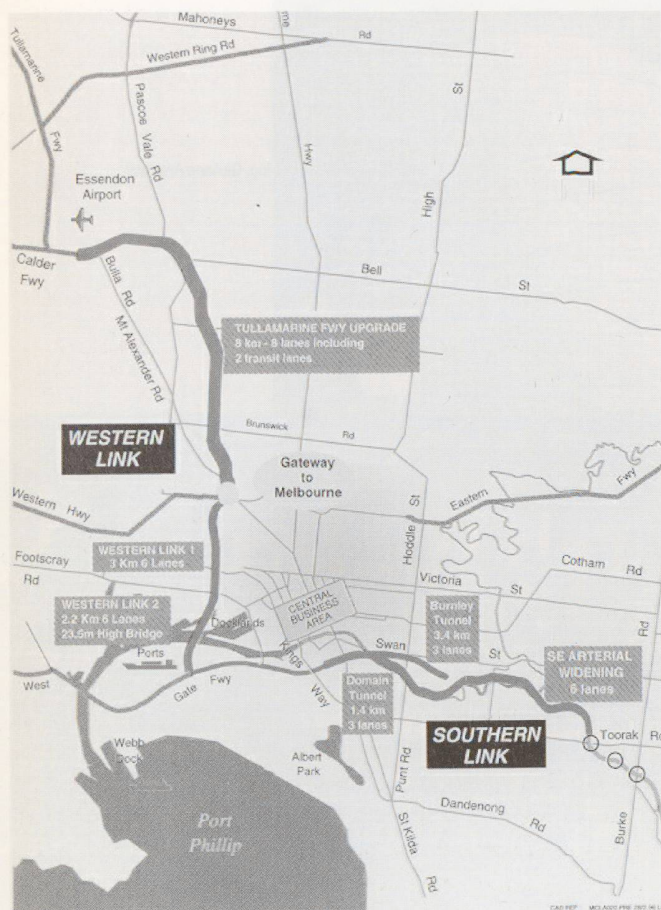 Mahoneys
Rd
Western Ring Rd
Tullamarine
Fwy
Pascoe Vale Rd
Hwy
High
St
Essendon
Airport
Calder
Fwy
Bulla Rd
Mt Alexander Rd
Bell
St
TULLAMARINE FWY UPGRADE
8 km - 8 lanes including
2 transit lanes
Brunswick
Rd
WESTERN
LINK
Gateway
to
Melbourne
Western Hwy
Eastern
Fwy
Hoddle
St
WESTERN LINK 1
3 Km 6 Lanes
Footscray
Rd
Victoria
St
Cotham Rd
WESTERN LINK 2
2.2 Km 6 Lanes
23.5m High Bridge
Docklands
CENTRAL
BUSINESS
AREA
Burnley
Tunnel
3.4 km
3 lanes
Ports
Swan
St
Rd
SE ARTERIAL
WIDENING
6 lanes
West
Gate Fwy
Kings
Way
Domain
Tunnel
1.4 km
3 lanes
SOUTHERN
LINK
Toorak
Webb
Dock
Albert
Park
Punt Rd
Port
Phillip
St Kilda
Rd
Dandenong
Rd
Burke
CAD REF